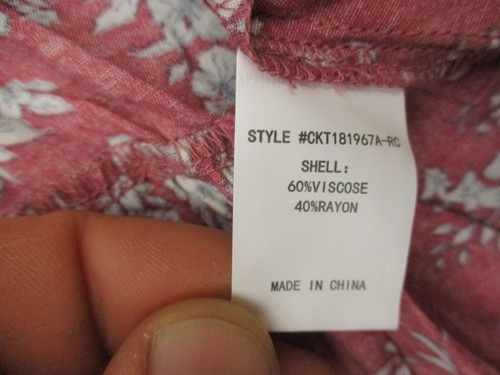 STYLE #CKT181967A-RC
SHELL:
60%VISCOSE
40%RAYON
MADE IN CHINA